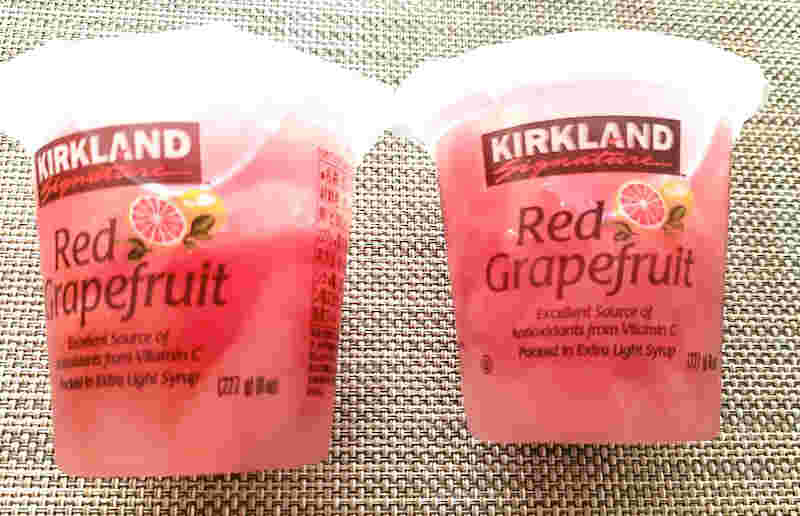 KIRKLAND
Signature
Red
Grapefruit
Excellent Source of
Antioxidants from Vitamin C
Packed in Extra Light Syrup
(227 g) 8 oz
KIRKLAND
Signature
Red
Grapefruit
Excellent Source of
Antioxidants from Vitamin C
Packed in Extra Light Syrup